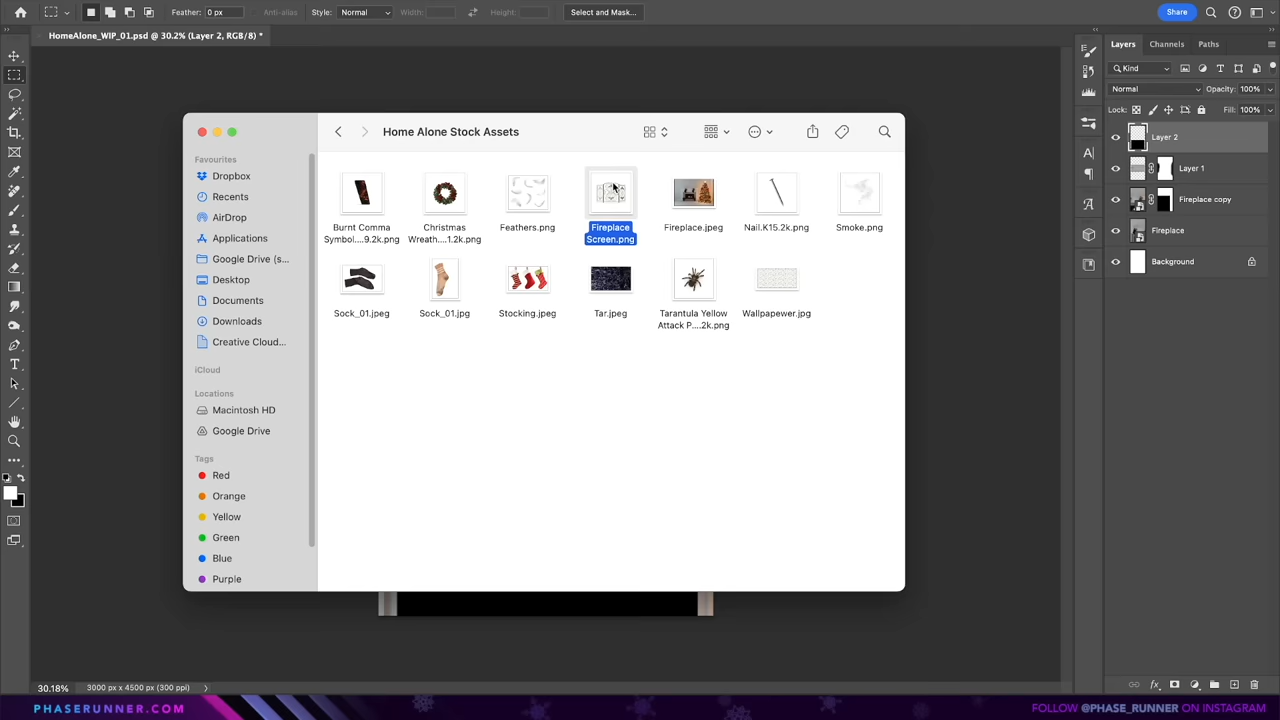 Feather: 0 px
Anti-alias
Style: Normal
Width:
Height:
Select and Mask...
Share
HomeAlone_WIP_01.psd @ 30.2% (Layer 2, RGB/8) *
Layers
Channels
Paths
Kind
Normal
Opacity: 100%
Lock:
Fill: 100%
Layer 2
Layer 1
Fireplace copy
Fireplace
Background
Home Alone Stock Assets
Favourites
Dropbox
Recents
AirDrop
Applications
Google Drive (s...
Desktop
Documents
Downloads
Creative Cloud...
iCloud
Locations
Macintosh HD
Google Drive
Tags
Red
Orange
Yellow
Green
Blue
Purple
Burnt Comma
Symbol....9.2k.png
Christmas
Wreath....1.2k.png
Feathers.png
Fireplace
Screen.png
Fireplace.jpeg
Nail.K15.2k.png
Smoke.png
Sock_01.jpeg
Sock_01.jpg
Stocking.jpeg
Tar.jpeg
Tarantula Yellow
Attack P....2k.png
Wallpapewer.jpg
30.18%
3000 px x 4500 px (300 ppi)
PHASERUNNER.COM
FOLLOW @PHASE_RUNNER ON INSTAGRAM